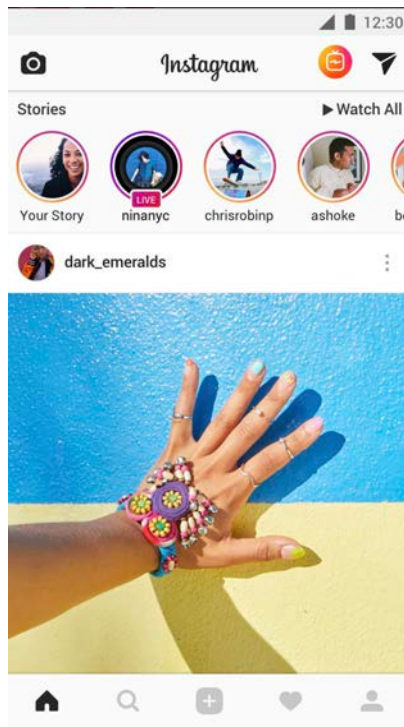 12:30
Instagram
Stories
Watch All
Your Story
LIVE
ninanyc
chrisrobinp
ashoke
dark_emeralds